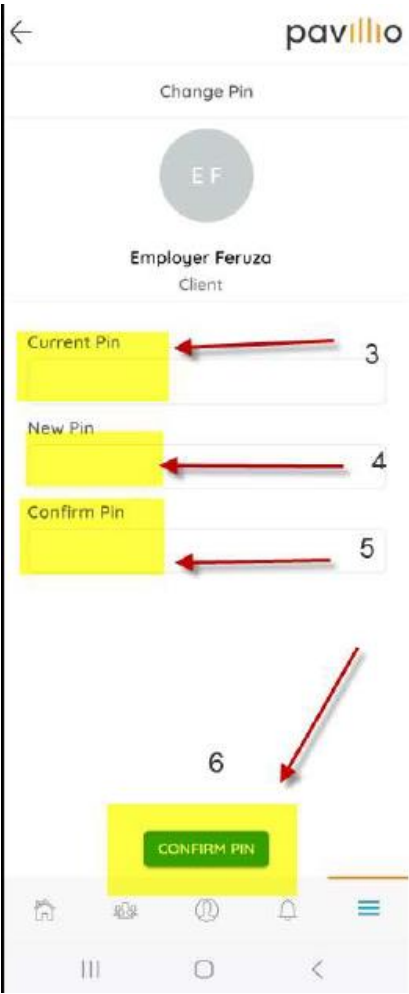 pavillio
Change Pin
E F
Employer Feruza
Client
Current Pin
3
New Pin
4
Confirm Pin
5
6
CONFIRM PIN